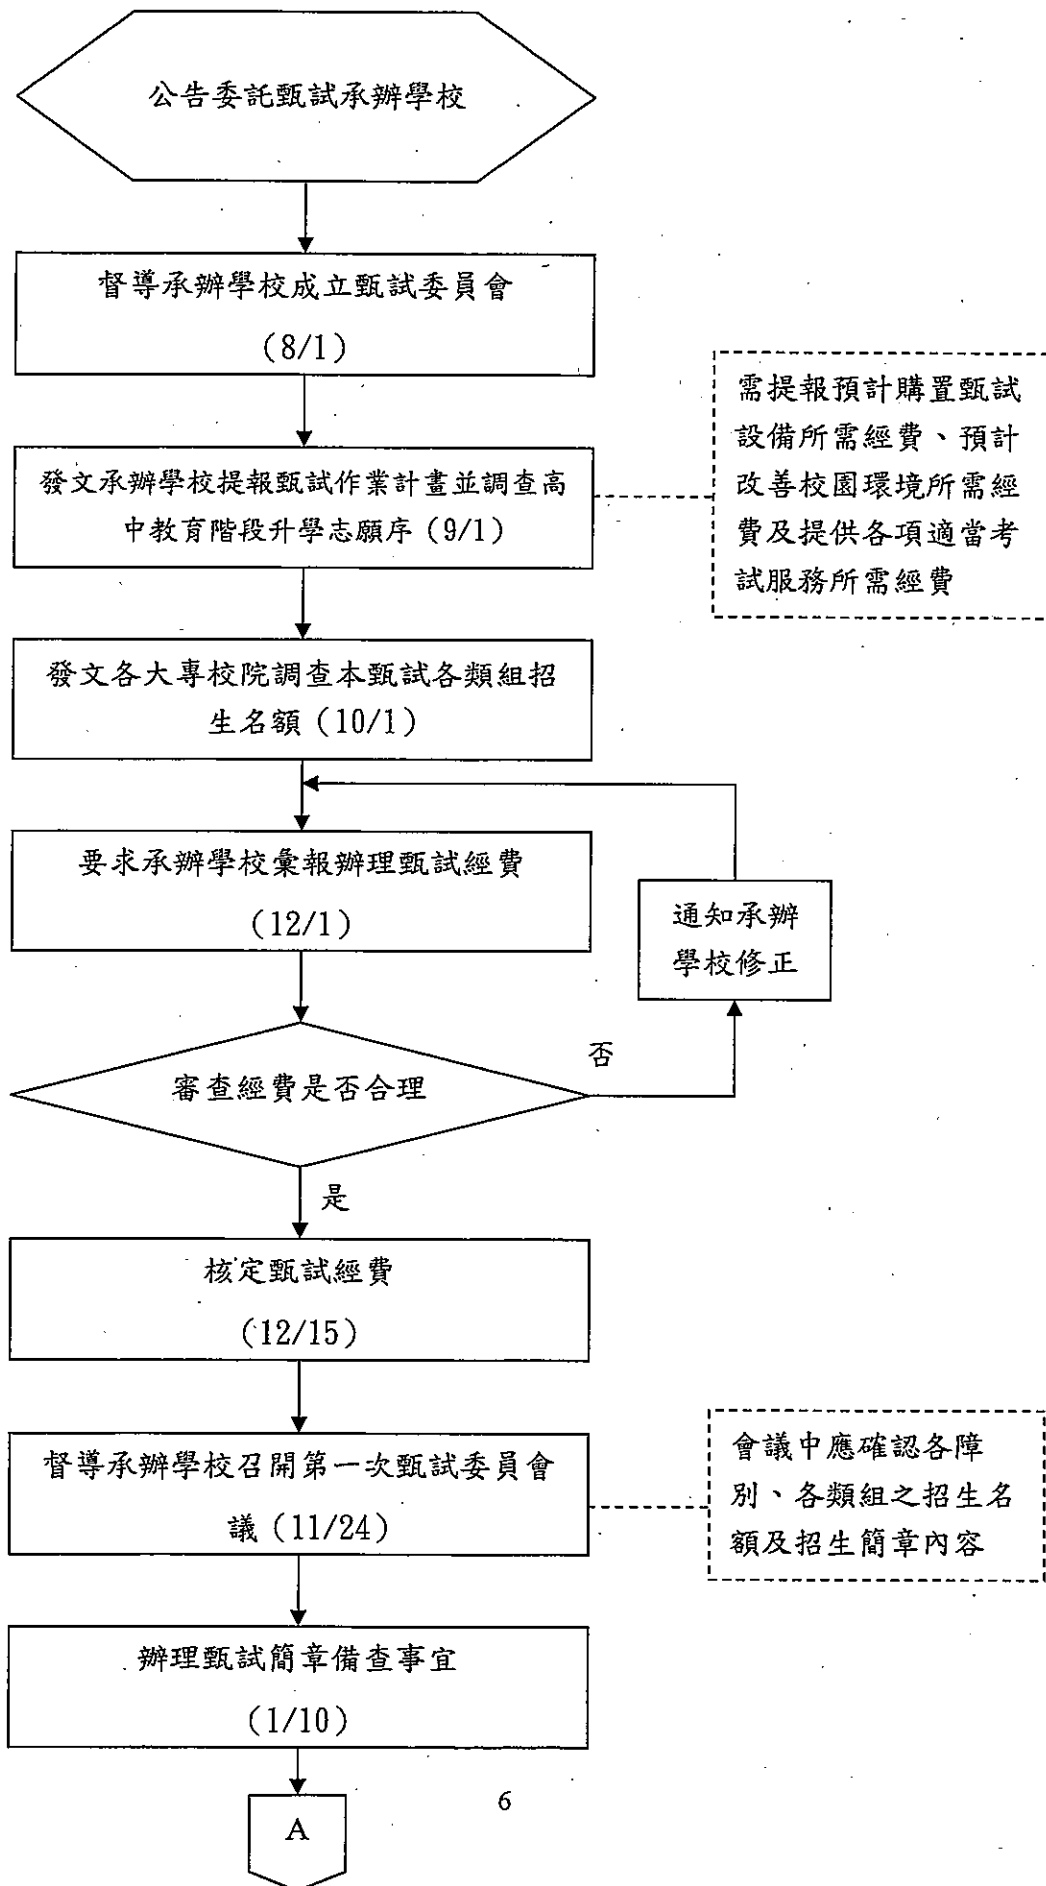 公告委託甄試承辦學校
督導承辦學校成立甄試委員會
(8/1)
需提報預計購置甄試
設備所需經費、預計
改善校園環境所需經
費及提供各項適當考
試服務所需經費
發文承辦學校提報甄試作業計畫並調查高
中教育階段升學志願序(9/1)
發文各大專校院調查本甄試各類組招
生名額(10/1)
要求承辦學校彙報辦理甄試經費
(12/1)
通知承辦
學校修正
審查經費是否合理
否
是
核定甄試經費
(12/15)
督導承辦學校召開第一次甄試委員會
議(11/24)
會議中應確認各障
別、各類組之招生名
額及招生簡章內容
辦理甄試簡章備查事宜
(1/10)
6
A